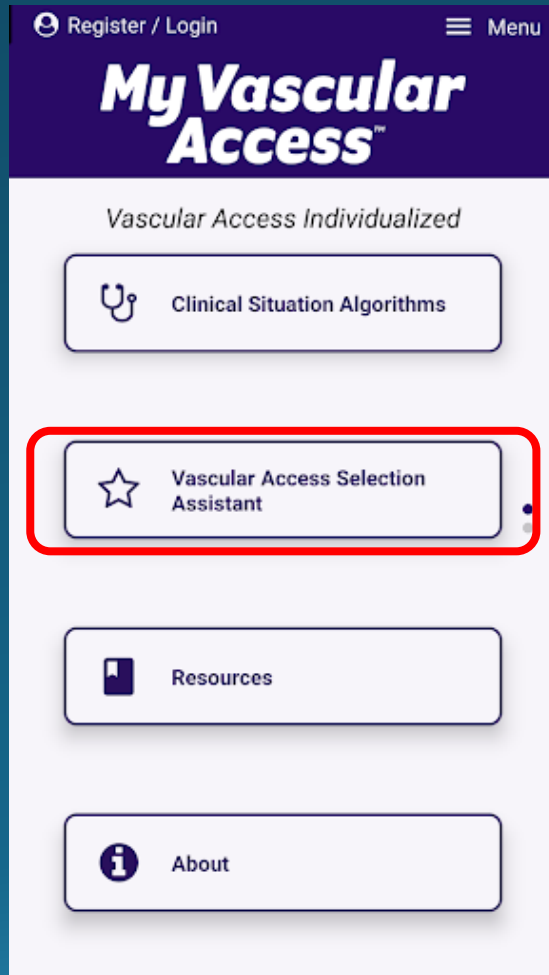 Register / Login
Menu
My Vascular
Access™
Vascular Access Individualized
Clinical Situation Algorithms
Vascular Access Selection
Assistant
Resources
About